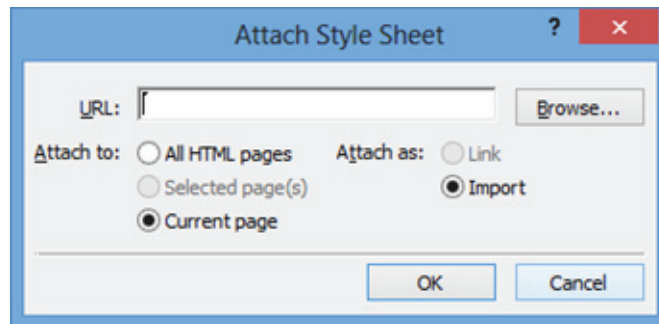 Attach Style Sheet ? ×
URL: Browse...
Attach to: All HTML pages Attach as: Link
Selected page(s) Import
Current page
OK Cancel